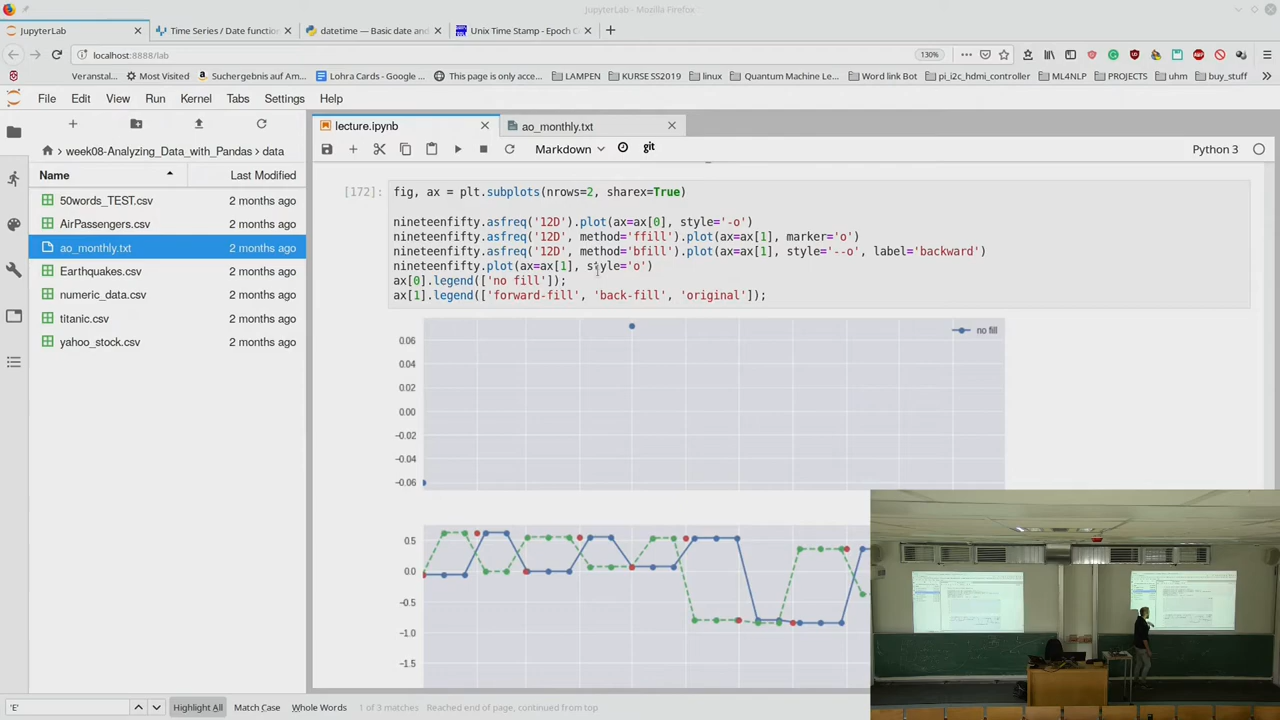 JupyterLab - Mozilla Firefox
JupyterLab
Time Series / Date functio
datetime — Basic date and
Unix Time Stamp - Epoch C
localhost:8888/lab
130%
Veranstal...
Most Visited
Suchergebnis auf Am...
Lohra Cards - Google ...
This page is only acce...
LAMPEN
KURSE SS2019
linux
Quantum Machine Le...
Word link Bot
pi_i2c_hdmi_controller
ML4NLP
PROJECTS
uhm
buy_stuff
File Edit View Run Kernel Tabs Settings Help
lecture.ipynb
ao_monthly.txt
Markdown
git
Python 3
week08-Analyzing_Data_with_Pandas / data
Name Last Modified
50words_TEST.csv 2 months ago
AirPassengers.csv 2 months ago
ao_monthly.txt 2 months ago
Earthquakes.csv 2 months ago
numeric_data.csv 2 months ago
titanic.csv 2 months ago
yahoo_stock.csv 2 months ago
[172]:
fig, ax = plt.subplots(nrows=2, sharex=True)
nineteenfifty.asfreq('12D').plot(ax=ax[0], style='-o')
nineteenfifty.asfreq('12D', method='ffill').plot(ax=ax[1], marker='o')
nineteenfifty.asfreq('12D', method='bfill').plot(ax=ax[1], style='--o', label='backward')
nineteenfifty.plot(ax=ax[1], style='o')
ax[0].legend(['no fill']);
ax[1].legend(['forward-fill', 'back-fill', 'original']);
no fill
0.06
0.04
0.02
0.00
−0.02
−0.04
−0.06
0.5
0.0
−0.5
−1.0
−1.5
'E'
Highlight All
Match Case
Whole Words
1 of 3 matches
Reached end of page, continued from top